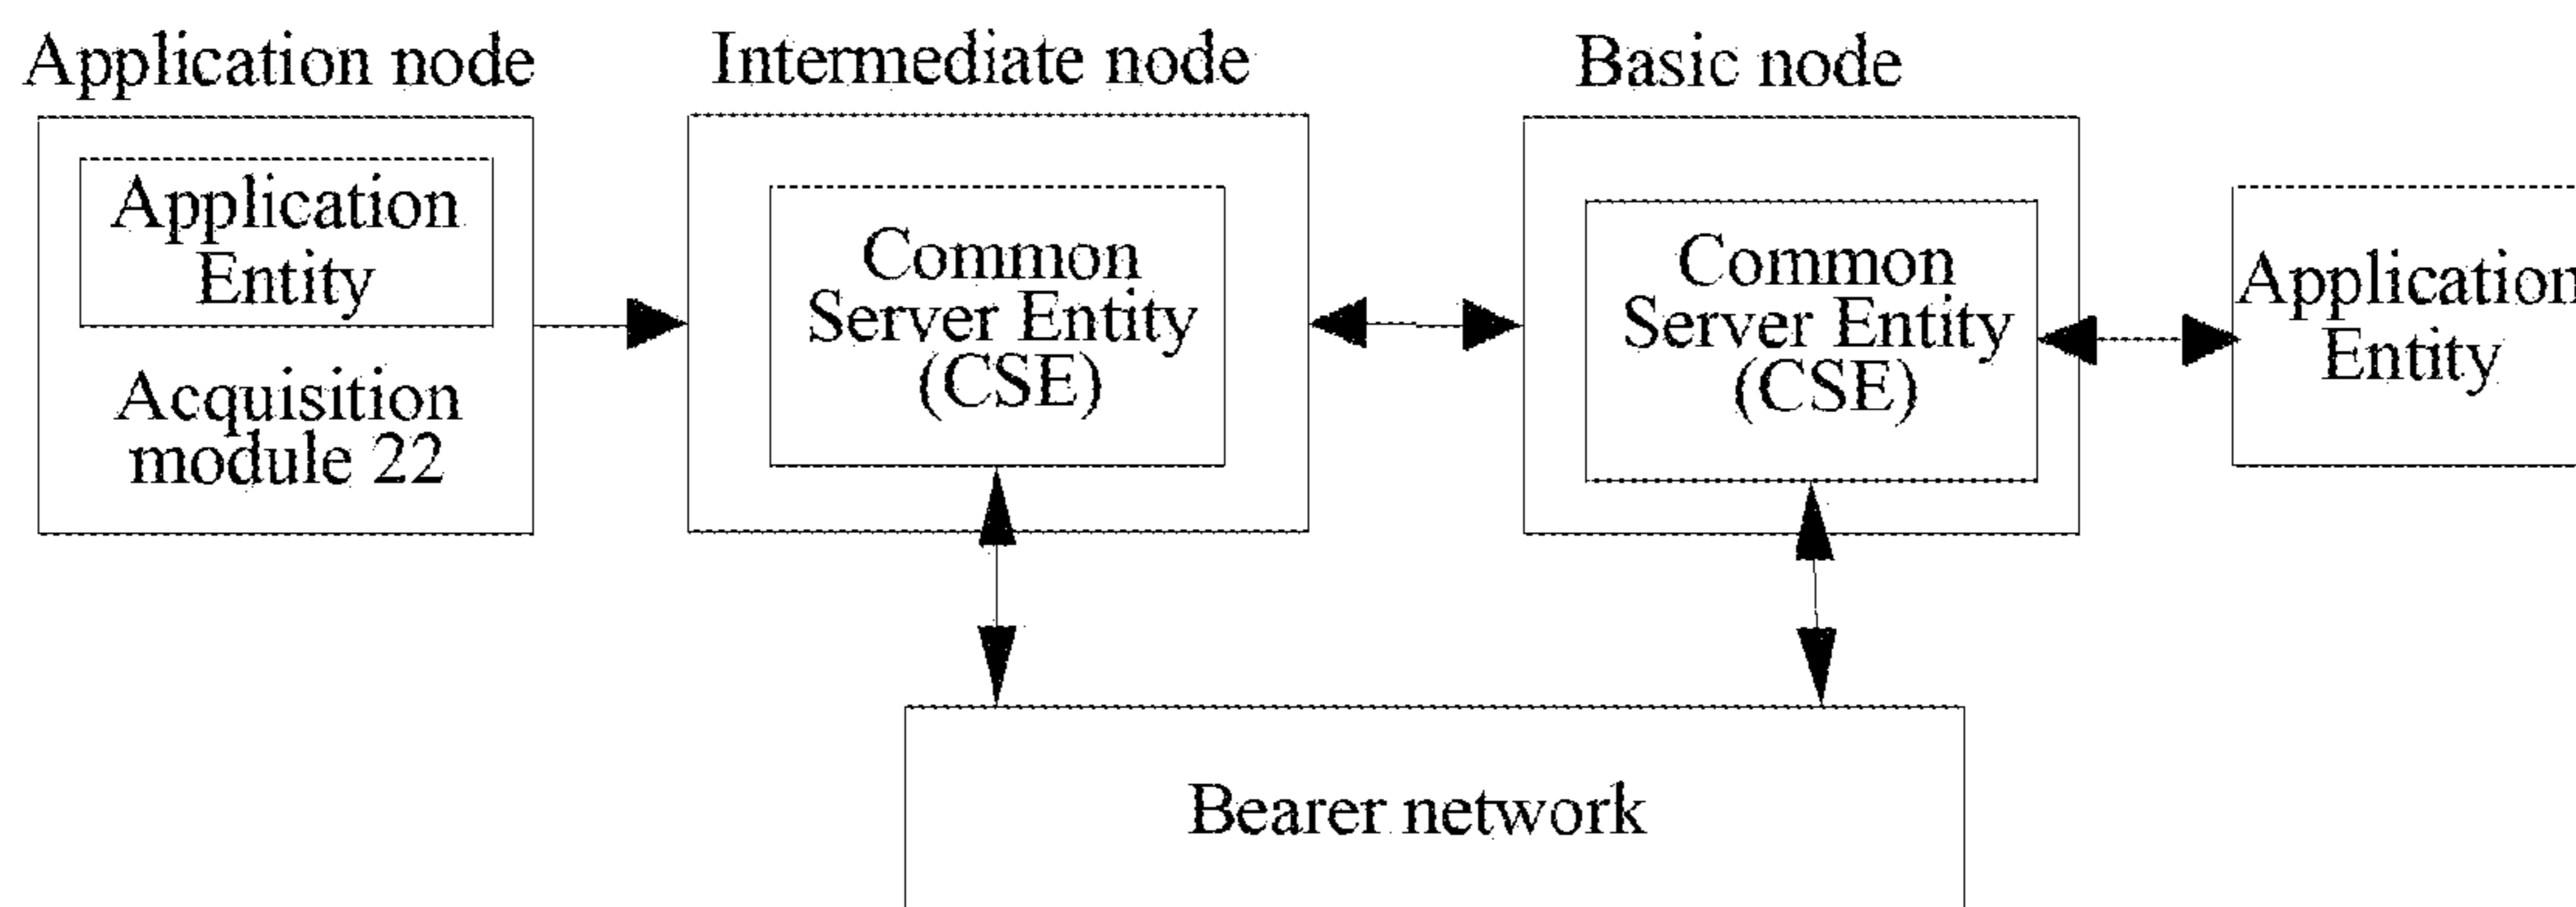 Application node
Intermediate node
Basic node
Application
Entity
Acquisition
module 22
Common
Server Entity
(CSE)
Common
Server Entity
(CSE)
Application
Entity
Bearer network